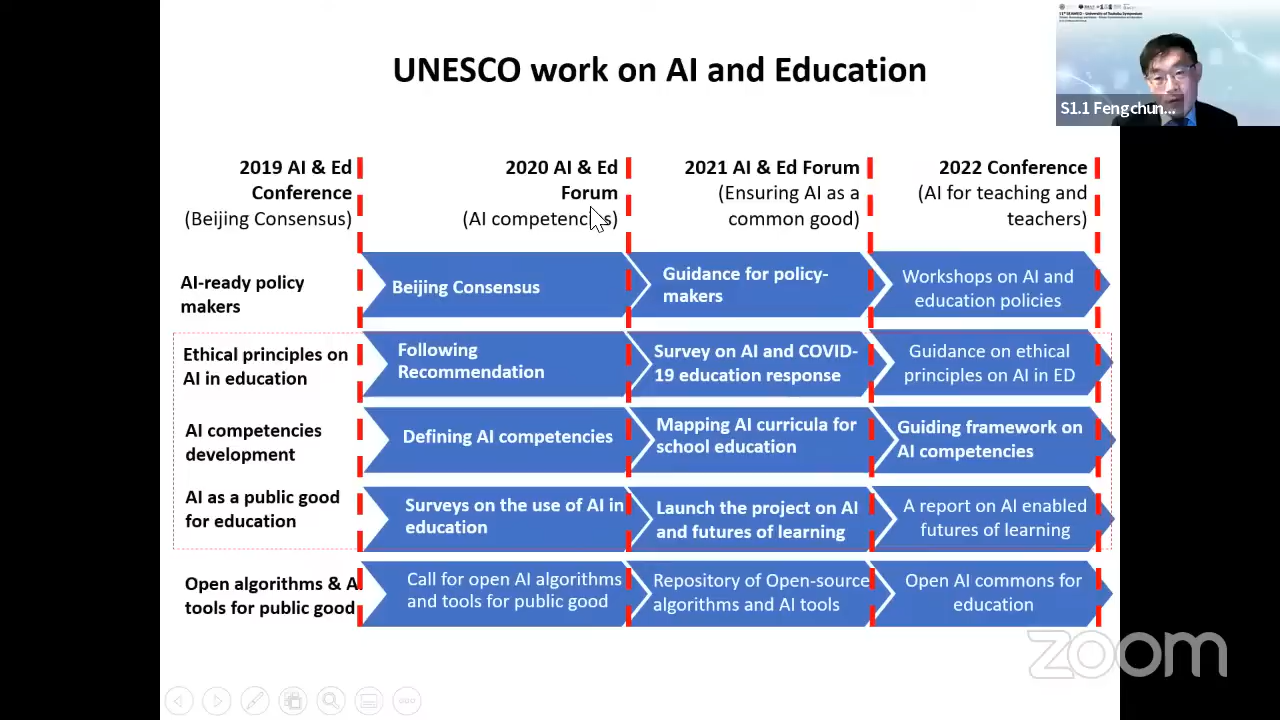 UNESCO work on AI and Education
S1.1 Fengchun...
2019 AI & Ed
Conference
(Beijing Consensus)
2020 AI & Ed
Forum
(AI competencies)
2021 AI & Ed Forum
(Ensuring AI as a
common good)
2022 Conference
(AI for teaching and
teachers)
AI-ready policy
makers
Beijing Consensus
Guidance for policy-
makers
Workshops on AI and
education policies
Ethical principles on
AI in education
Following
Recommendation
Survey on AI and COVID-
19 education response
Guidance on ethical
principles on AI in ED
AI competencies
development
Defining AI competencies
Mapping AI curricula for
school education
Guiding framework on
AI competencies
AI as a public good
for education
Surveys on the use of AI in
education
Launch the project on AI
and futures of learning
A report on AI enabled
futures of learning
Open algorithms & A
tools for public good
Call for open AI algorithms
and tools for public good
Repository of Open-source
algorithms and AI tools
Open AI commons for
education
zoom